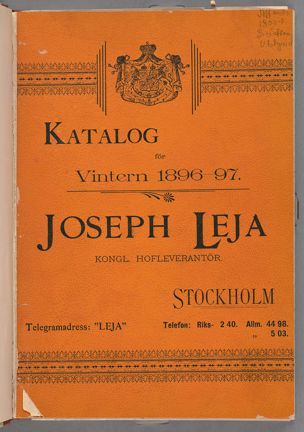 KATALOG
för
Vintern 1896-97.
JOSEPH LEJA
KONGL. HOFLEVERANTÖR.
STOCKHOLM
Telegramadress: "LEJA"
Telefon: Riks- 2 40. Allm. 44 98.
„ 5 03.